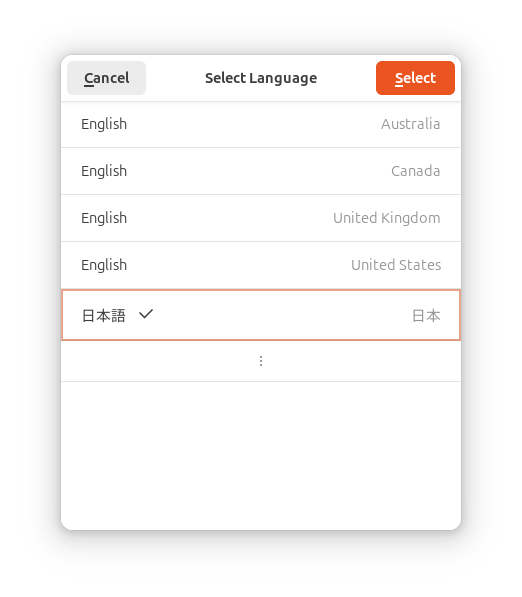 Cancel Select Language Select
English Australia
English Canada
English United Kingdom
English United States
日本語 日本